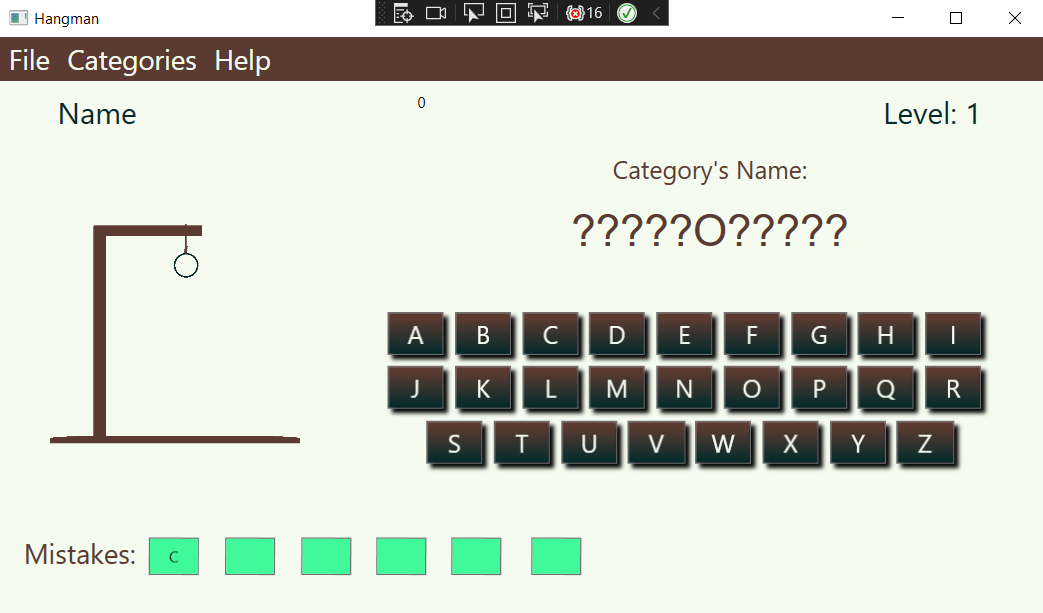 Hangman
16
File Categories Help
Name
0
Level: 1
Category's Name:
?????O?????
A B C D E F G H I
J K L M N O P Q R
S T U V W X Y Z
Mistakes: C